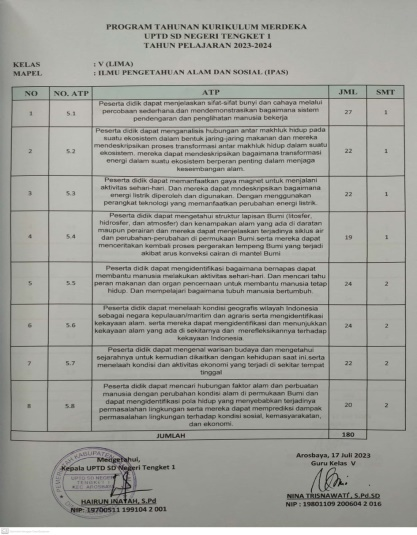 PROGRAM TAHUNAN KURIKULUM MERDEKA
UPTD SD NEGERI TENGKET 1
TAHUN PELAJARAN 2023-2024
KELAS : V (LIMA)
MAPEL : ILMU PENGETAHUAN ALAM DAN SOSIAL (IPAS)
NO NO. ATP ATP JML SMT
Peserta didik dapat menjelaskan sifat-sifat bunyi dan cahaya melalui
1 5.1 percobaan sederhana.dan mendemonstrasikan bagaimana sistem 27 1
pendengaran dan penglihatan manusia bekerja
Peserta didik dapat menganalisis hubungan antar makhluk hidup pada
suatu ekosistem dalam bentuk jaring-jaring makanan dan mereka
2 5.2 mendeskripsikan proses transformasi antar makhluk hidup dalam suatu 22 1
ekosistem. mereka dapat mendeskripsikan bagaimana transformasi
energi dalam suatu ekosistem berperan penting dalam menjaga
keseimbangan alam.
Peserta didik dapat memanfaatkan gaya magnet untuk menjalani
3 5.3 aktivitas sehari-hari. Dan mereka dapat mndeskripsikan bagaimana 22 1
energi listrik diperoleh dan digunakan. Dengan menggunakan
perangkat teknologi yang memanfaatkan perubahan energi listrik.
Peserta didik dapat mengetahui struktur lapisan Bumi (litosfer,
hidrosfer, dan atmosfer) dan kenampakan alam yang ada di daratan
4 5.4 maupun perairan dan mereka dapat menjelaskan terjadinya siklus air 19 1
dan perubahan-perubahan di permukaan Bumi.serta mereka dapat
menceritakan kembali proses pergerakan lempeng Bumi yang terjadi
akibat arus konveksi cairan di mantel Bumi
Peserta didik dapat mengidentifikasi bagaimana bernapas dapat
5 5.5 membantu manusia melakukan aktivitas sehari-hari. Dan mencari tahu 24 2
peran makanan dan organ pencernaan untuk membantu manusia tetap
hidup. Dan mempelajari bagaimana tubuh manusia bertumbuh.
Peserta didik dapat menelaah kondisi geografis wilayah Indonesia
sebagai negara kepulauan/maritim dan agraris serta mengidentifikasi
6 5.6 kekayaan alam. serta mereka dapat mengidentifikasi dan menunjukkan 24 2
kekayaan alam yang ada di sekitarnya dan merefleksikannya terhadap
kekayaan Indonesia.
Peserta didik dapat mengenal warisan budaya dan mengetahui
7 5.7 sejarahnya untuk kemudian dikaitkan dengan kehidupan saat ini.serta 22 2
menelaah kondisi dan aktivitas ekonomi yang terjadi di sekitar tempat
tinggal
Peserta didik dapat mencari hubungan faktor alam dan perbuatan
manusia dengan perubahan kondisi alam di permukaan Bumi dan
8 5.8 dapat mengidentifikasi pola hidup yang menyebabkan terjadinya 20 2
permasalahan lingkungan serta mereka dapat memprediksi dampak
permasalahan lingkungan terhadap kondisi sosial, kemasyarakatan,
dan ekonomi.
JUMLAH 180
Mengetahui,
Kepala UPTD SD Negeri Tengket 1
HAIRUN INAYAH, S.Pd
NIP: 19700511 199104 2 001
Arosbaya, 17 Juli 2023
Guru Kelas V
NINA TRISNAWATI, S.Pd.SD
NIP : 19801109 200604 2 016